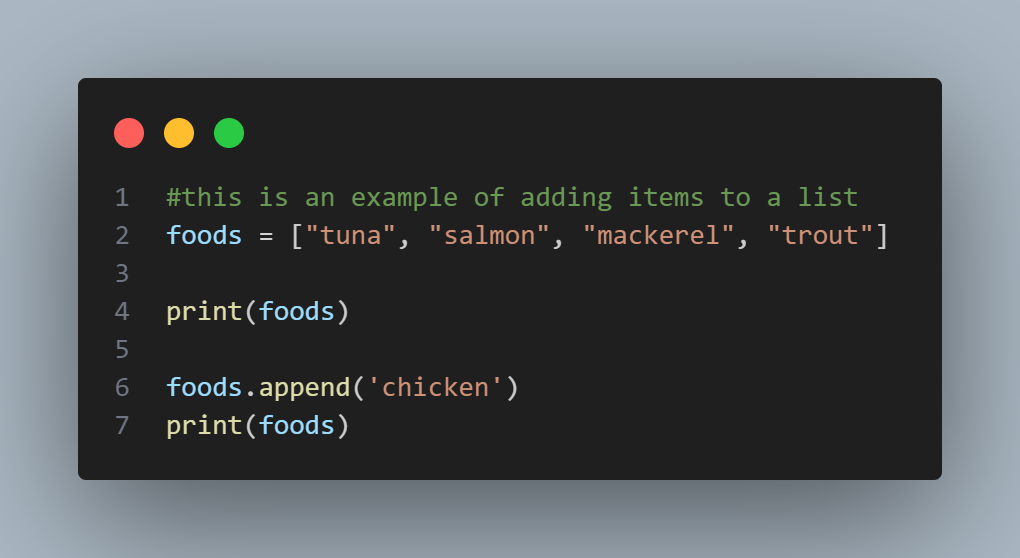 1 #this is an example of adding items to a list
2 foods = ["tuna", "salmon", "mackerel", "trout"]
3
4 print(foods)
5
6 foods.append('chicken')
7 print(foods)